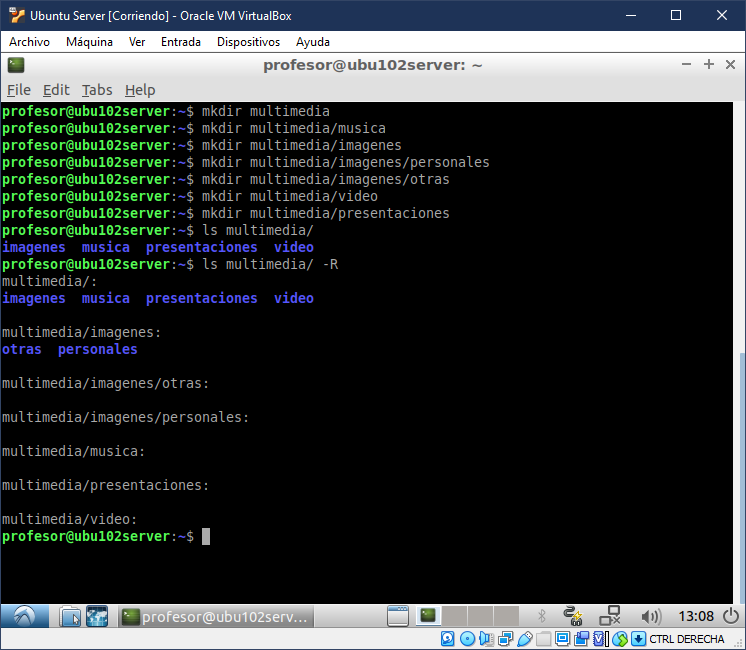 Ubuntu Server [Corriendo] - Oracle VM VirtualBox
Archivo Máquina Ver Entrada Dispositivos Ayuda
profesor@ubu102server: ~
File Edit Tabs Help
profesor@ubu102server:~$ mkdir multimedia
profesor@ubu102server:~$ mkdir multimedia/musica
profesor@ubu102server:~$ mkdir multimedia/imagenes
profesor@ubu102server:~$ mkdir multimedia/imagenes/personales
profesor@ubu102server:~$ mkdir multimedia/imagenes/otras
profesor@ubu102server:~$ mkdir multimedia/video
profesor@ubu102server:~$ mkdir multimedia/presentaciones
profesor@ubu102server:~$ ls multimedia/
imagenes musica presentaciones video
profesor@ubu102server:~$ ls multimedia/ -R
multimedia/:
imagenes musica presentaciones video
multimedia/imagenes:
otras personales
multimedia/imagenes/otras:
multimedia/imagenes/personales:
multimedia/musica:
multimedia/presentaciones:
multimedia/video:
profesor@ubu102server:~$
profesor@ubu102serv... 13:08
CTRL DERECHA